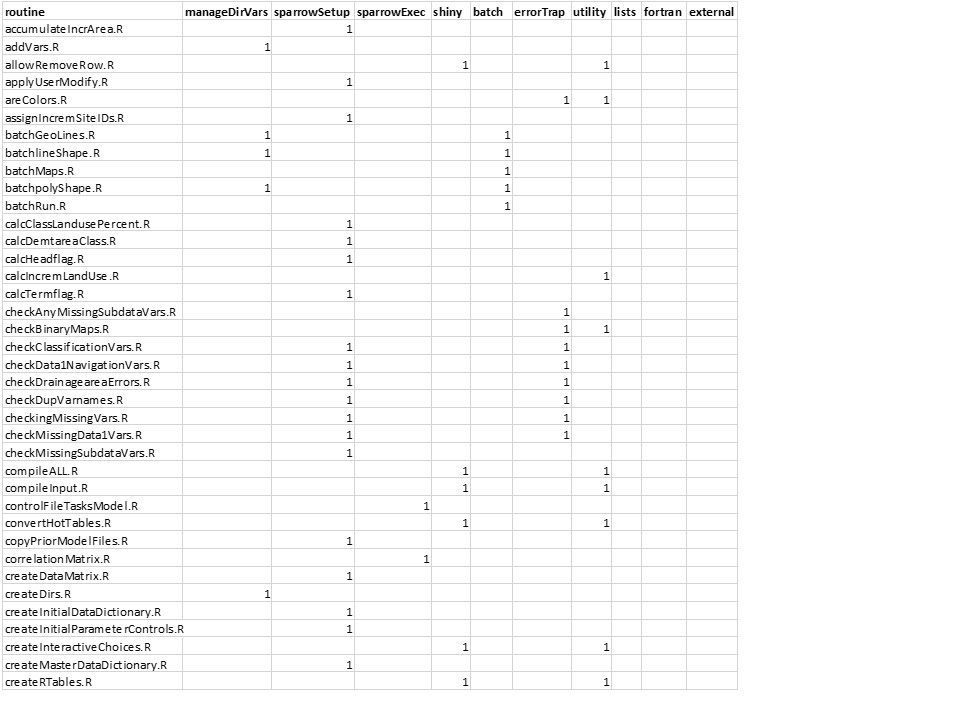 routine manageDirVars sparrowSetup sparrowExec shiny batch errorTrap utility lists fortran external
accumulateIncrArea.R 1
addVars.R 1
allowRemoveRow.R 1 1
applyUserModify.R 1
areColors.R 1 1
assignIncremSiteIDs.R 1
batchGeoLines.R 1 1
batchlineShape.R 1 1
batchMaps.R 1
batchpolyShape.R 1 1
batchRun.R 1
calcClassLandusePercent.R 1
calcDemtareaClass.R 1
calcHeadflag.R 1
calcIncremLandUse.R 1
calcTermflag.R 1
checkAnyMissingSubdataVars.R 1
checkBinaryMaps.R 1 1
checkClassificationVars.R 1 1
checkData1NavigationVars.R 1 1
checkDrainageareaErrors.R 1 1
checkDupVarnames.R 1 1
checkingMissingVars.R 1 1
checkMissingData1Vars.R 1 1
checkMissingSubdataVars.R 1
compileALL.R 1 1
compileInput.R 1 1
controlFileTasksModel.R 1
convertHotTables.R 1 1
copyPriorModelFiles.R 1
correlationMatrix.R 1
createDataMatrix.R 1
createDirs.R 1
createInitialDataDictionary.R 1
createInitialParameterControls.R 1
createInteractiveChoices.R 1 1
createMasterDataDictionary.R 1
createRTables.R 1 1